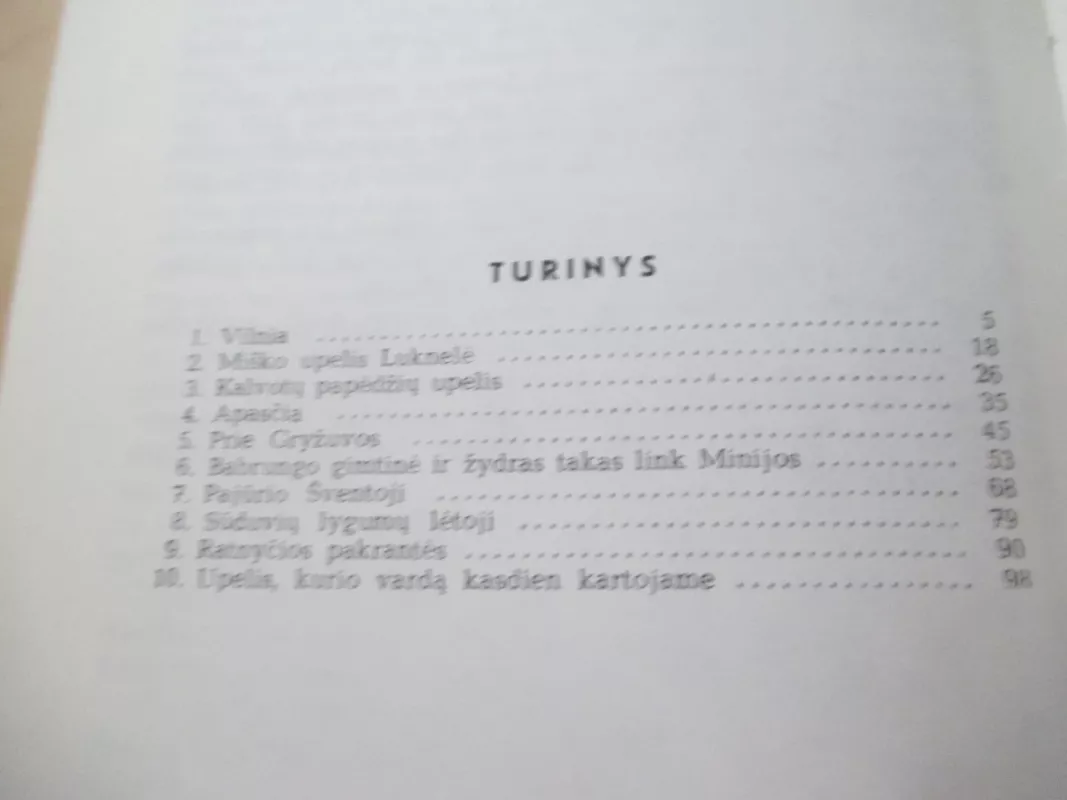 TURINYS
1. Vilnia 5
2. Miško upelis Luknelė 18
3. Kalvotų papėdžių upelis 26
4. Apasčia 35
5. Prie Gryžuvos 45
6. Babrungo gimtinė ir žydras takas link Minijos 53
7. Pajūrio Šventoji 68
8. Sūduvių lygumų lėtoji 79
9. Ratnyčios pakrantės 90
10. Upelis, kurio vardą kasdien kartojame 98